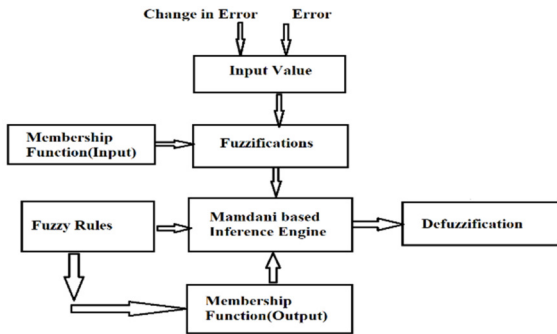 Change in Error
Error
Input Value
Membership
Function(Input)
Fuzzifications
Fuzzy Rules
Mamdani based
Inference Engine
Defuzzification
Membership
Function(Output)